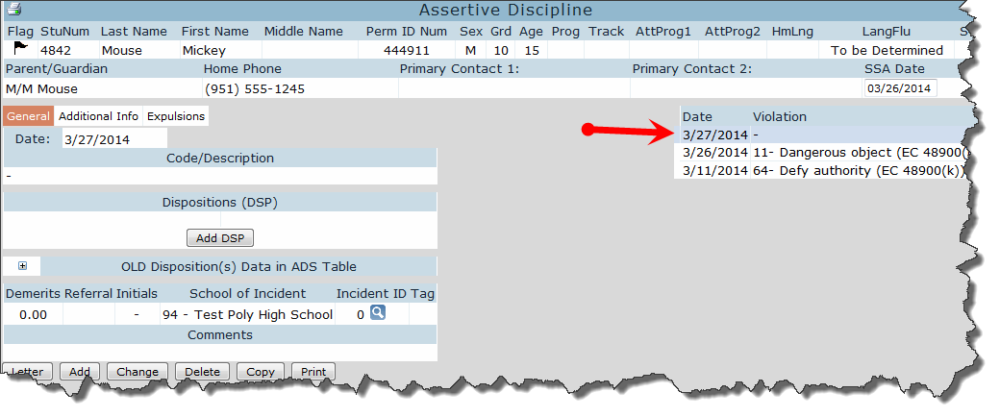 Assertive Discipline
Flag StuNum Last Name First Name Middle Name Perm ID Num Sex Grd Age Prog Track AttProg1 AttProg2 HmLng LangFlu S
4842 Mouse Mickey 444911 M 10 15 To be Determined
Parent/Guardian Home Phone Primary Contact 1: Primary Contact 2: SSA Date
M/M Mouse (951) 555-1245 03/26/2014
General Additional Info Expulsions
Date: 3/27/2014
Code/Description
-
Dispositions (DSP)
Add DSP
OLD Disposition(s) Data in ADS Table
Demerits Referral Initials School of Incident Incident ID Tag
0.00 - 94 - Test Poly High School 0
Comments
Letter Add Change Delete Copy Print
Date Violation
3/27/2014 -
3/26/2014 11- Dangerous object (EC 48900(
3/11/2014 64- Defy authority (EC 48900(k))